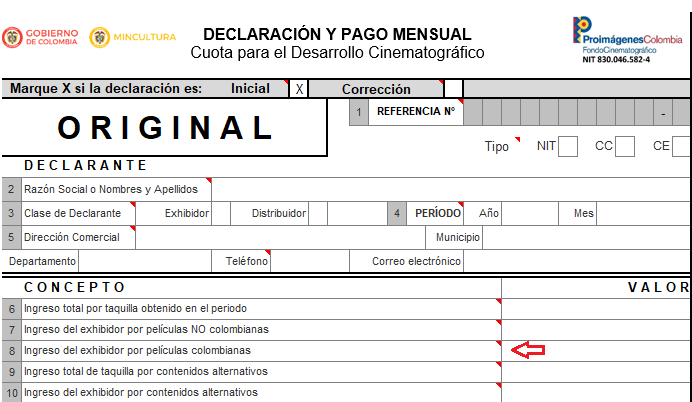 GOBIERNO
DE COLOMBIA
MINCULTURA
DECLARACIÓN Y PAGO MENSUAL
Cuota para el Desarrollo Cinematográfico
ProimágenesColombia
FondoCinematográfico
NIT 830.046.582-4
Marque X si la declaración es: Inicial X Corrección
ORIGINAL
1 REFERENCIA N° -
Tipo NIT CC CE
DECLARANTE
2 Razón Social o Nombres y Apellidos
3 Clase de Declarante Exhibidor Distribuidor 4 PERÍODO Año Mes
5 Dirección Comercial Municipio
Departamento Teléfono Correo electrónico
CONCEPTO VALOR
6 Ingreso total por taquilla obtenido en el periodo
7 Ingreso del exhibidor por películas NO colombianas
8 Ingreso del exhibidor por películas colombianas
9 Ingreso total de taquilla por contenidos alternativos
10 Ingreso del exhibidor por contenidos alternativos